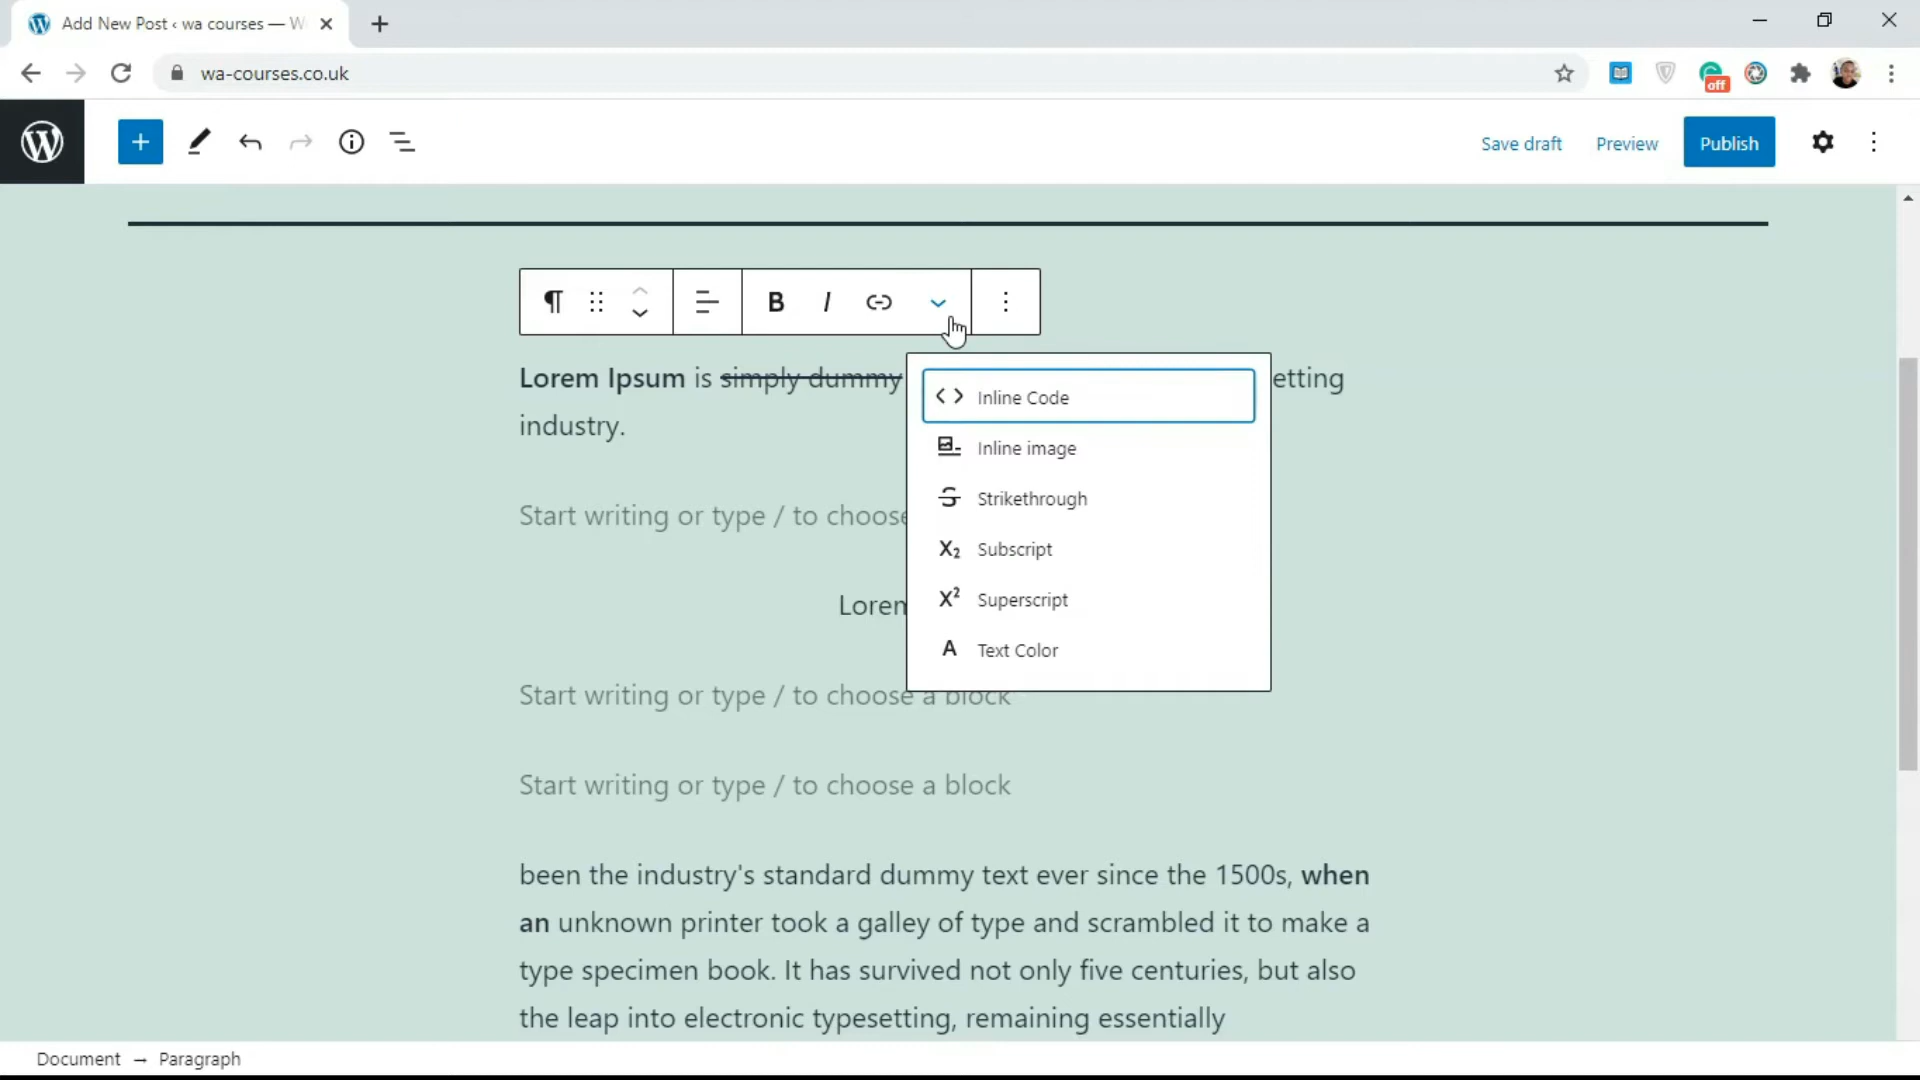 Add New Post ‹ wa courses — W
wa-courses.co.uk
off
Save draft
Preview
Publish
B
I
Lorem Ipsum is simply dummy
etting
industry.
Inline Code
Inline image
Strikethrough
X₂ Subscript
X² Superscript
A Text Color
Start writing or type / to choose
Lorem
Start writing or type / to choose a block
Start writing or type / to choose a block
been the industry's standard dummy text ever since the 1500s, when
an unknown printer took a galley of type and scrambled it to make a
type specimen book. It has survived not only five centuries, but also
the leap into electronic typesetting, remaining essentially
Document → Paragraph